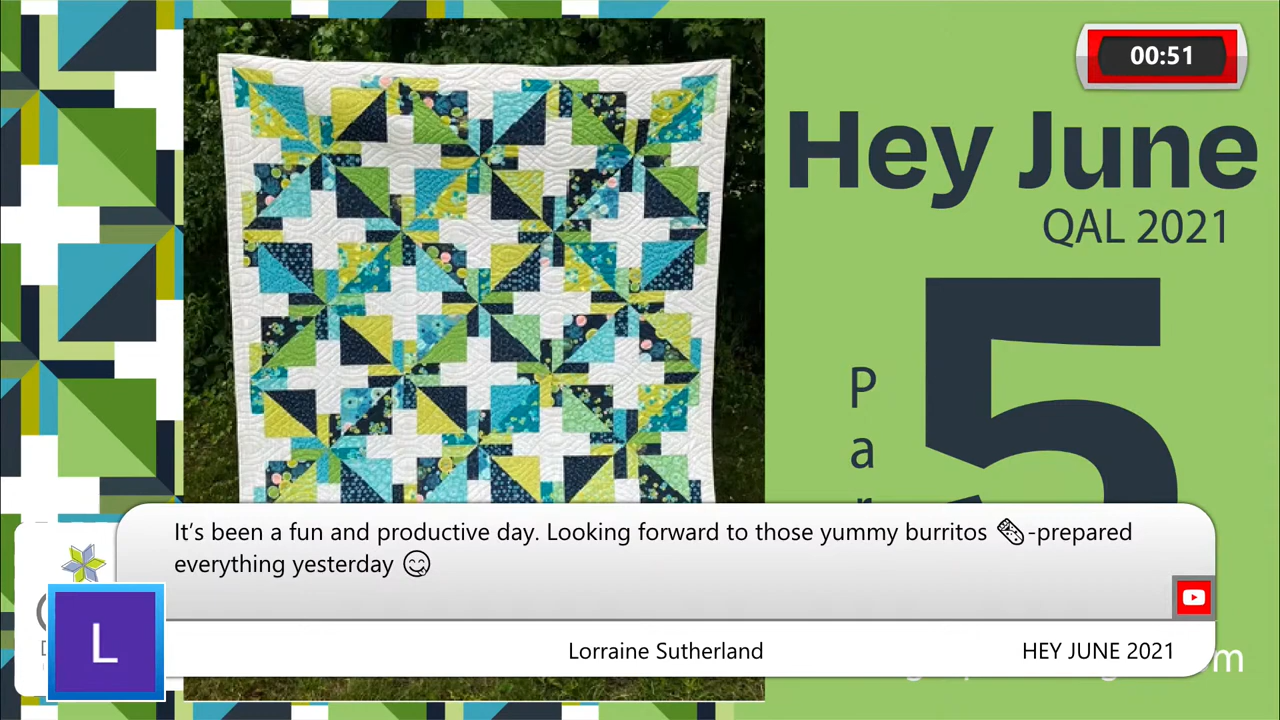 00:51
Hey June
QAL 2021
5
P
a
r
It’s been a fun and productive day. Looking forward to those yummy burritos 🌯-prepared
everything yesterday 😋
L
Lorraine Sutherland
HEY JUNE 2021